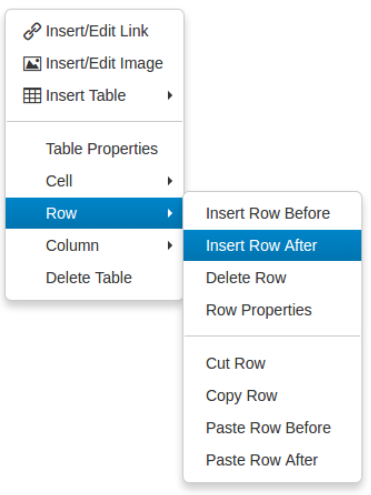 Insert/Edit Link
Insert/Edit Image
Insert Table
Table Properties
Cell
Row
Column
Delete Table
Insert Row Before
Insert Row After
Delete Row
Row Properties
Cut Row
Copy Row
Paste Row Before
Paste Row After